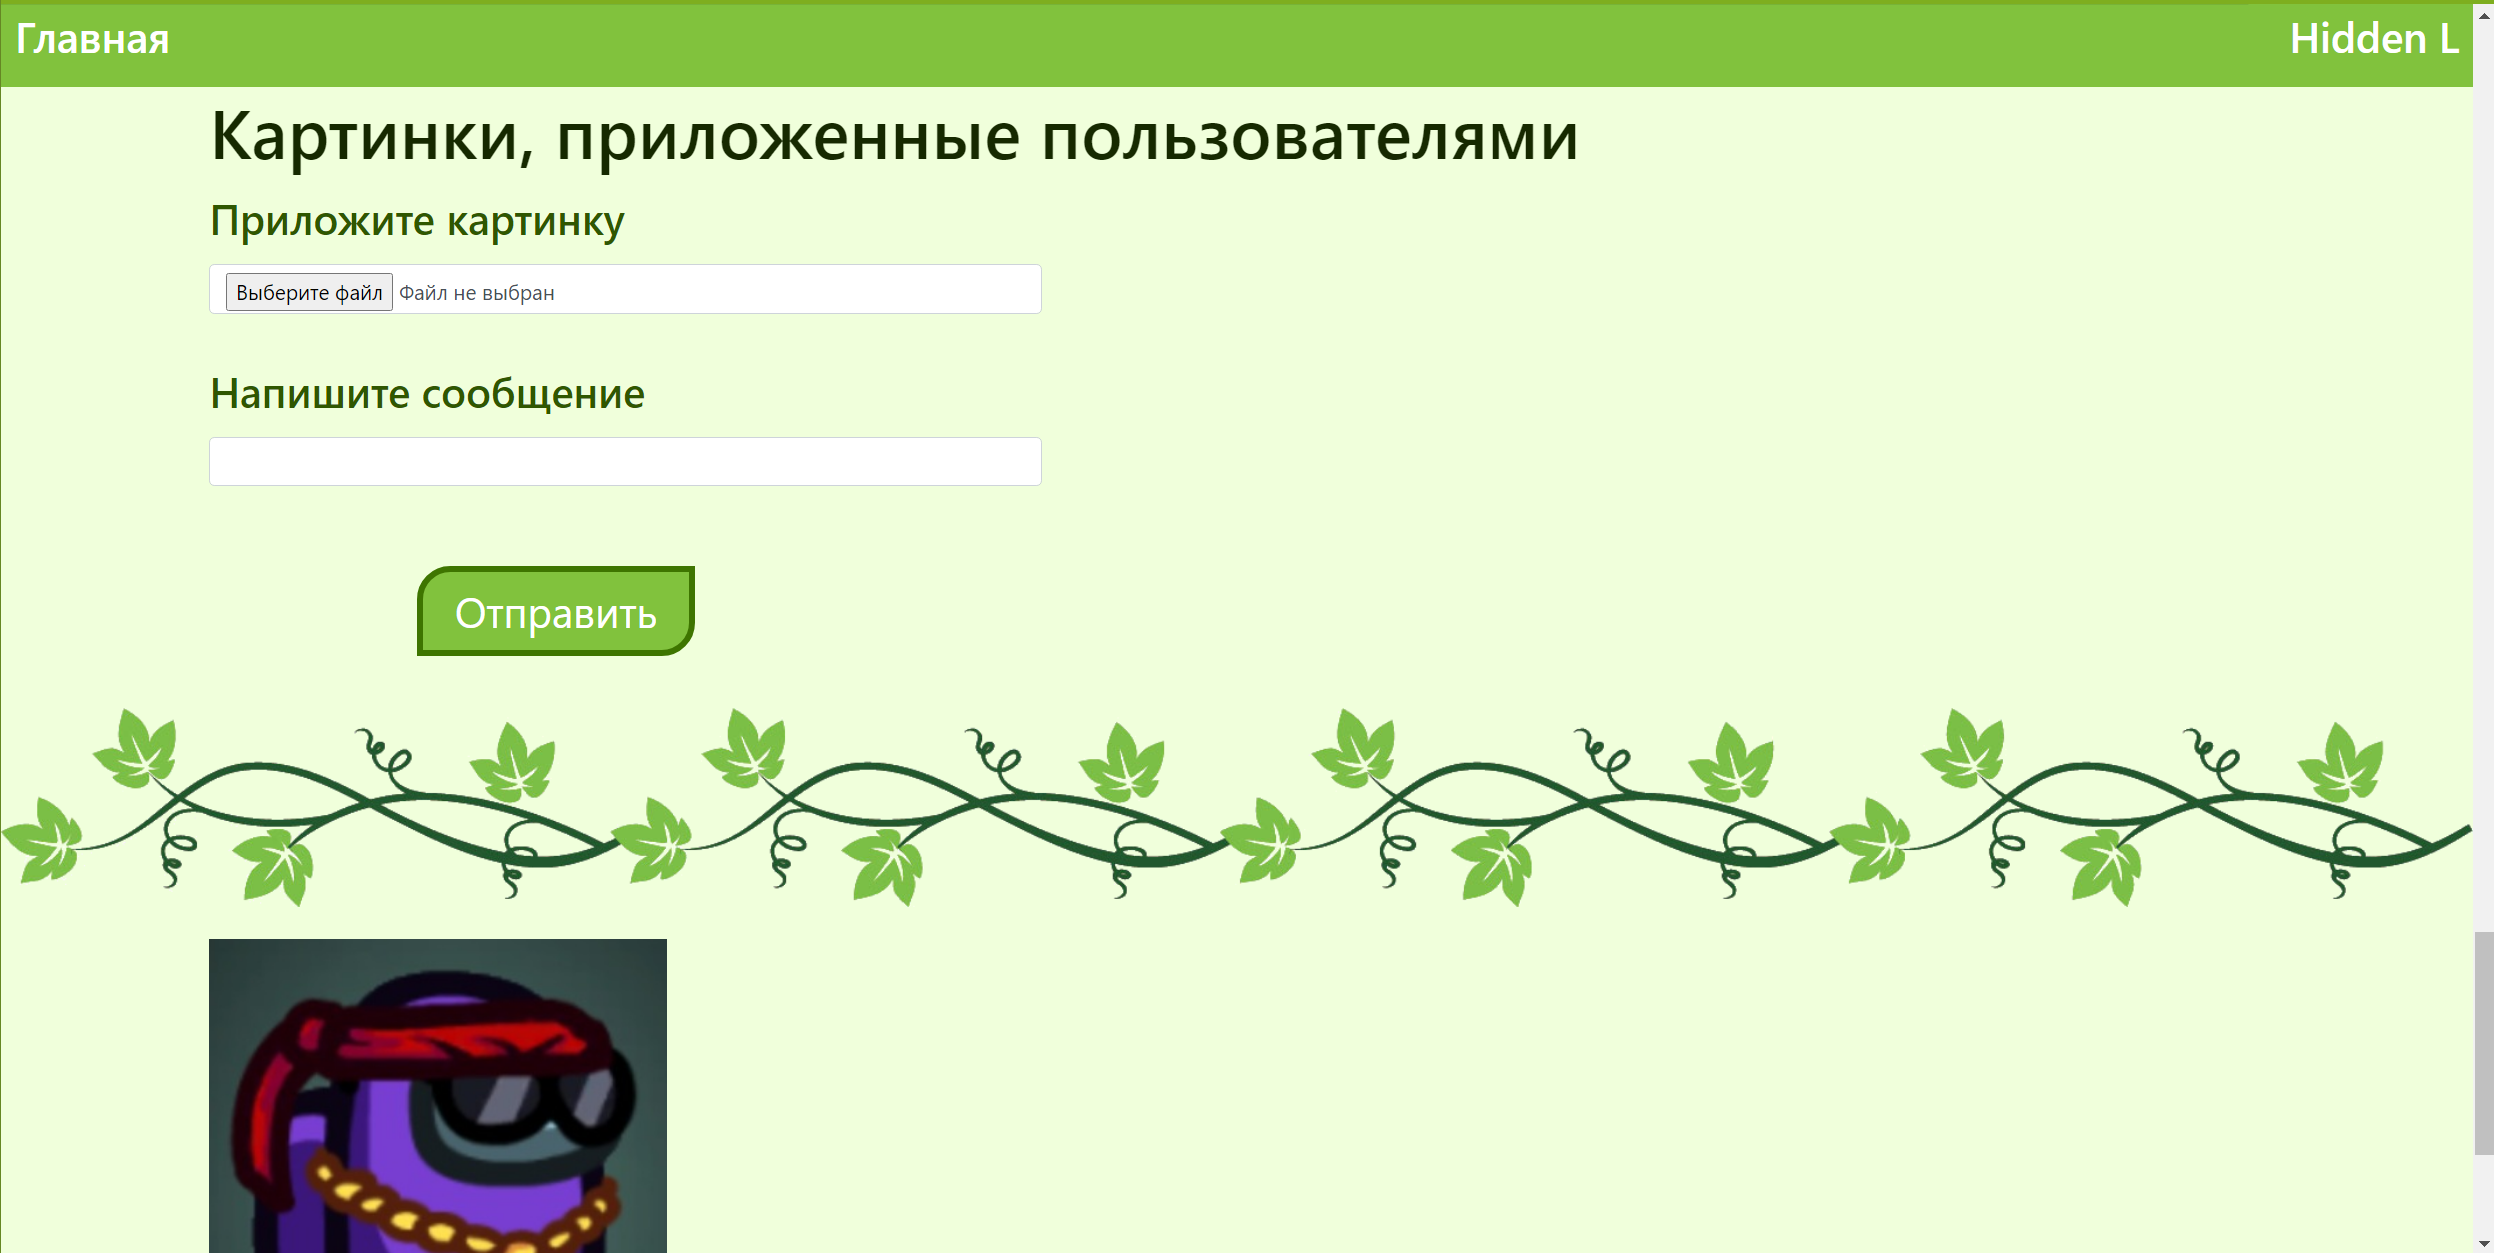 Главная
Hidden L
Картинки, приложенные пользователями
Приложите картинку
Выберите файл Файл не выбран
Напишите сообщение
Отправить